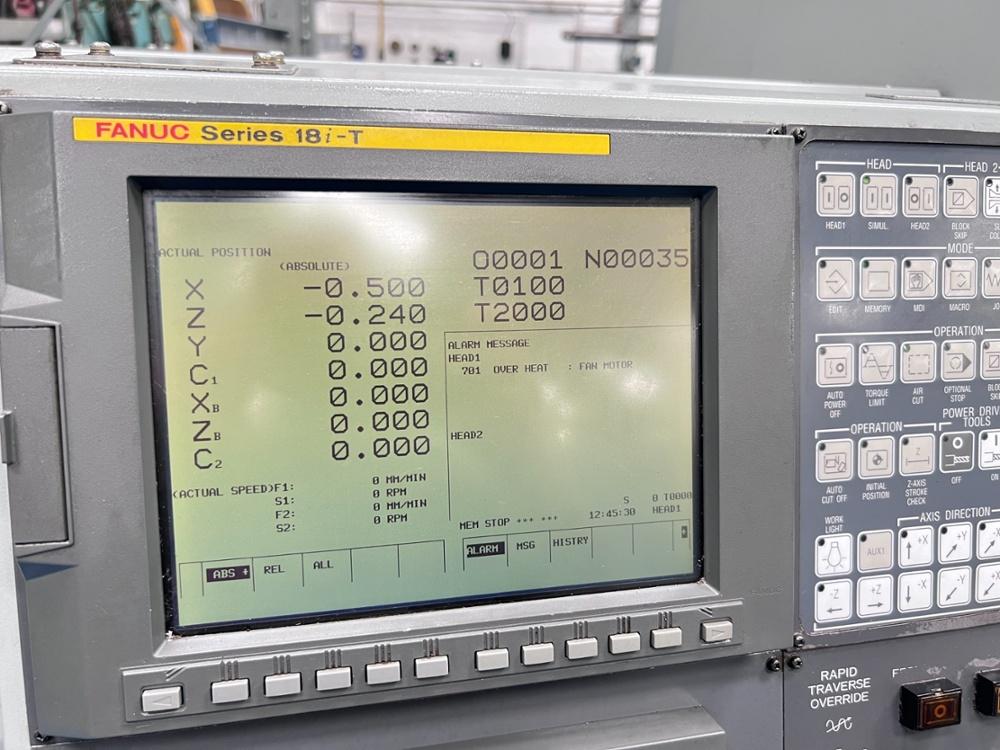 FANUC Series 18i-T
ACTUAL POSITION
(ABSOLUTE)
O0001 N00035
X -0.500
T0100
Z -0.240
T2000
Y 0.000
C1 0.000
XB 0.000
ZB 0.000
C2 0.000
ALARM MESSAGE
HEAD1
701 OVER HEAT : FAN MOTOR
HEAD2
(ACTUAL SPEED)F1: 0 MM/MIN
S1: 0 RPM
F2: 0 MM/MIN
S2: 0 RPM
S 0 T0000
MEM STOP *** *** 12:45:30 HEAD1
ABS + REL ALL
ALARM MSG HISTRY +
HEAD
HEAD 2
HEAD1 SIMUL. HEAD2 BLOCK SKIP
MODE
EDIT MEMORY MDI MACRO
OPERATION
AUTO POWER OFF
TORQUE LIMIT
AIR CUT
OPTIONAL STOP
OPERATION
POWER DRIV
TOOLS
AUTO CUT OFF
INITIAL POSITION
Z-AXIS STROKE CHECK
OFF
ON
WORK LIGHT
AXIS DIRECTION
AUX1
+X
+Y
-Z
+Z
-X
-Y
RAPID TRAVERSE OVERRIDE